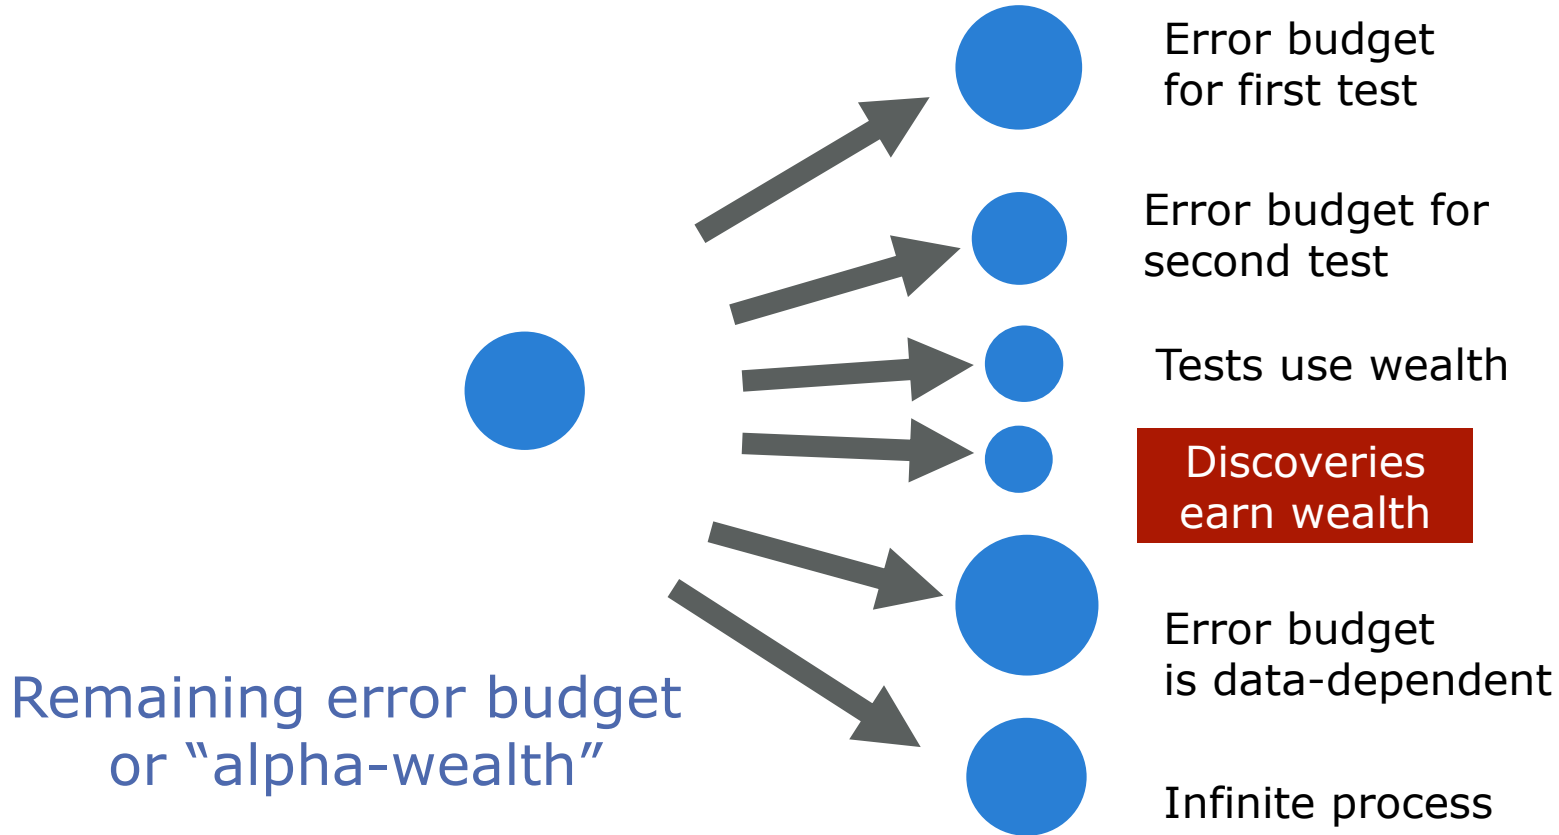 Error budget
for first test
Error budget for
second test
Tests use wealth
Discoveries
earn wealth
Error budget
is data-dependent
Infinite process
Remaining error budget
or “alpha-wealth”